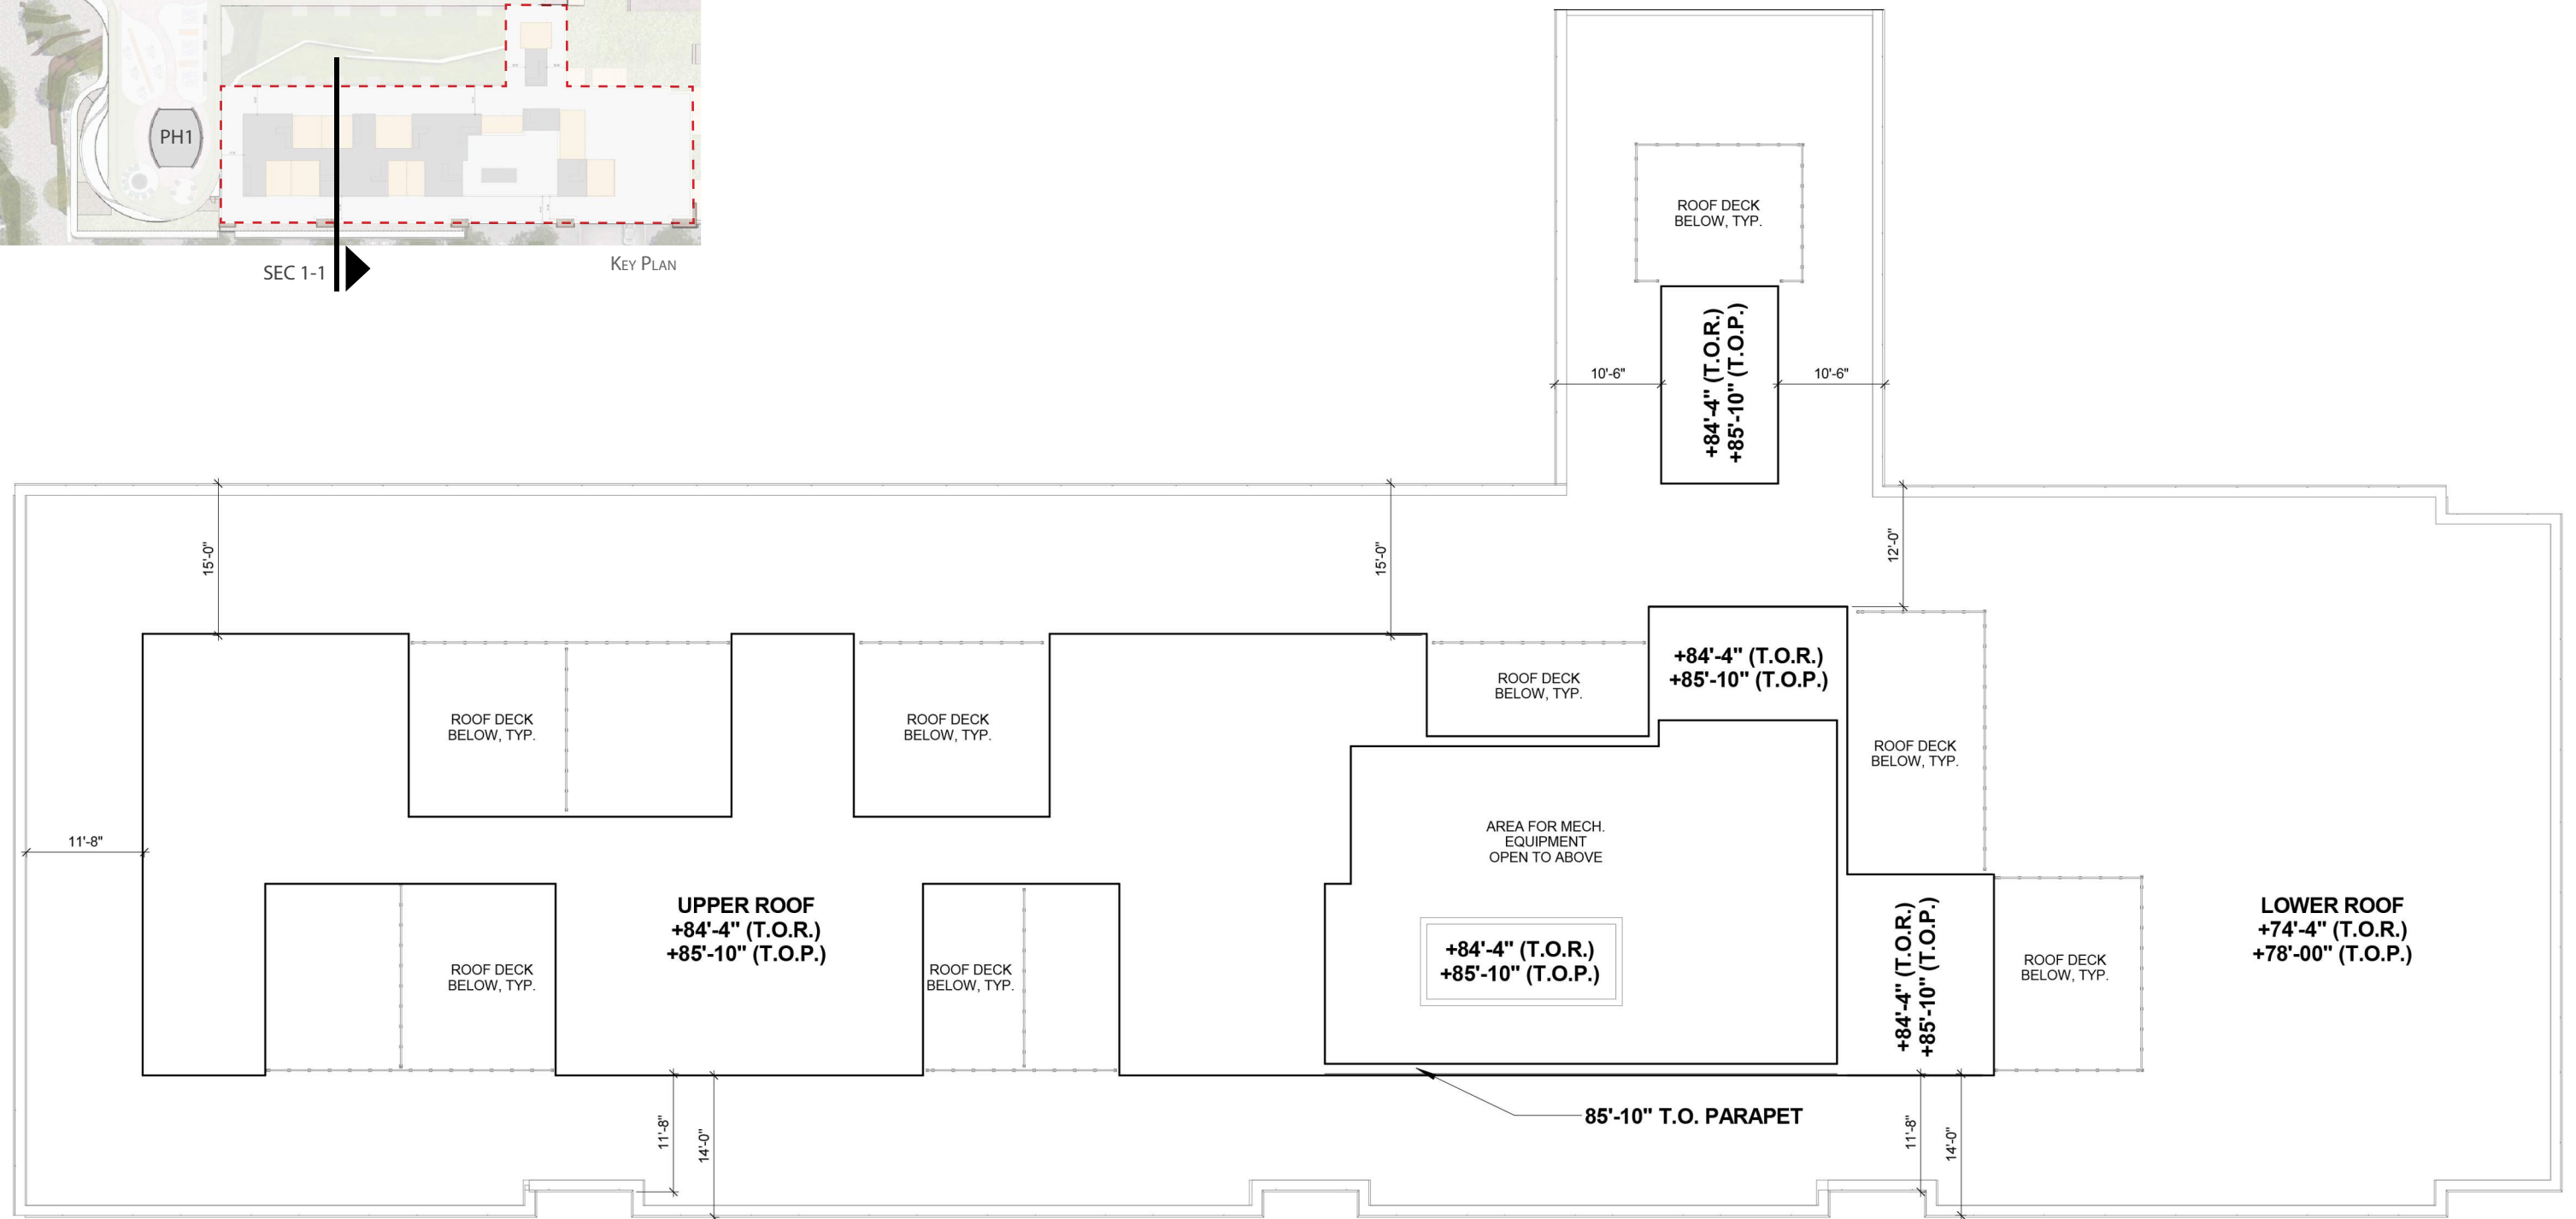 PH1
SEC 1-1
KEY PLAN
ROOF DECK
BELOW, TYP.
+84'-4" (T.O.R.)
+85'-10" (T.O.P.)
10'-6"
10'-6"
15'-0"
15'-0"
12'-0"
+84'-4" (T.O.R.)
+85'-10" (T.O.P.)
ROOF DECK
BELOW, TYP.
ROOF DECK
BELOW, TYP.
ROOF DECK
BELOW, TYP.
ROOF DECK
BELOW, TYP.
11'-8"
AREA FOR MECH.
EQUIPMENT
OPEN TO ABOVE
UPPER ROOF
+84'-4" (T.O.R.)
+85'-10" (T.O.P.)
ROOF DECK
BELOW, TYP.
ROOF DECK
BELOW, TYP.
+84'-4" (T.O.R.)
+85'-10" (T.O.P.)
+84'-4" (T.O.R.)
+85'-10" (T.O.P.)
ROOF DECK
BELOW, TYP.
LOWER ROOF
+74'-4" (T.O.R.)
+78'-00" (T.O.P.)
85'-10" T.O. PARAPET
11'-8"
14'-0"
11'-8"
14'-0"